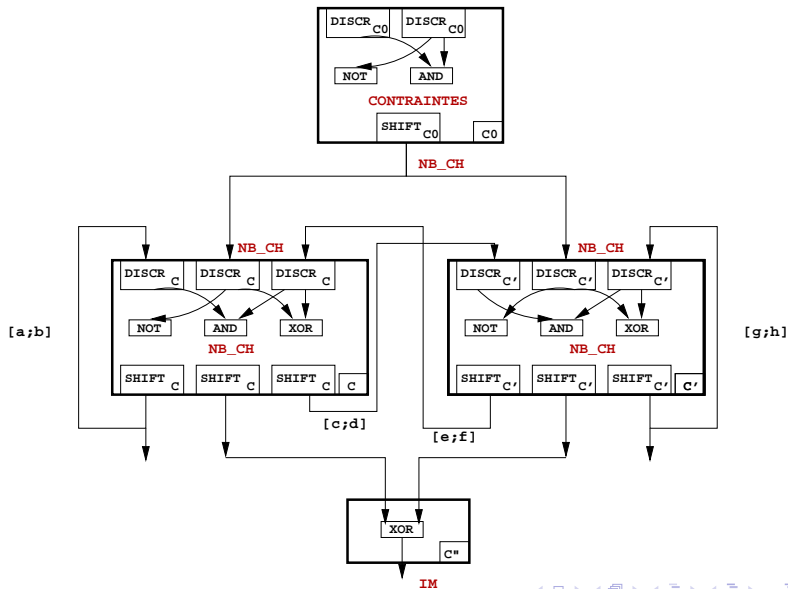 DISCR C0 DISCR C0
NOT AND
CONTRAINTES
SHIFT C0 C0
NB_CH
NB_CH NB_CH
DISCR C DISCR C DISCR C DISCR C' DISCR C' DISCR C'
[a;b] NOT AND XOR NOT AND XOR [g;h]
NB_CH NB_CH
SHIFT C SHIFT C SHIFT C C SHIFT C' SHIFT C' SHIFT C' C'
[c;d] [e;f]
XOR
C"
IM